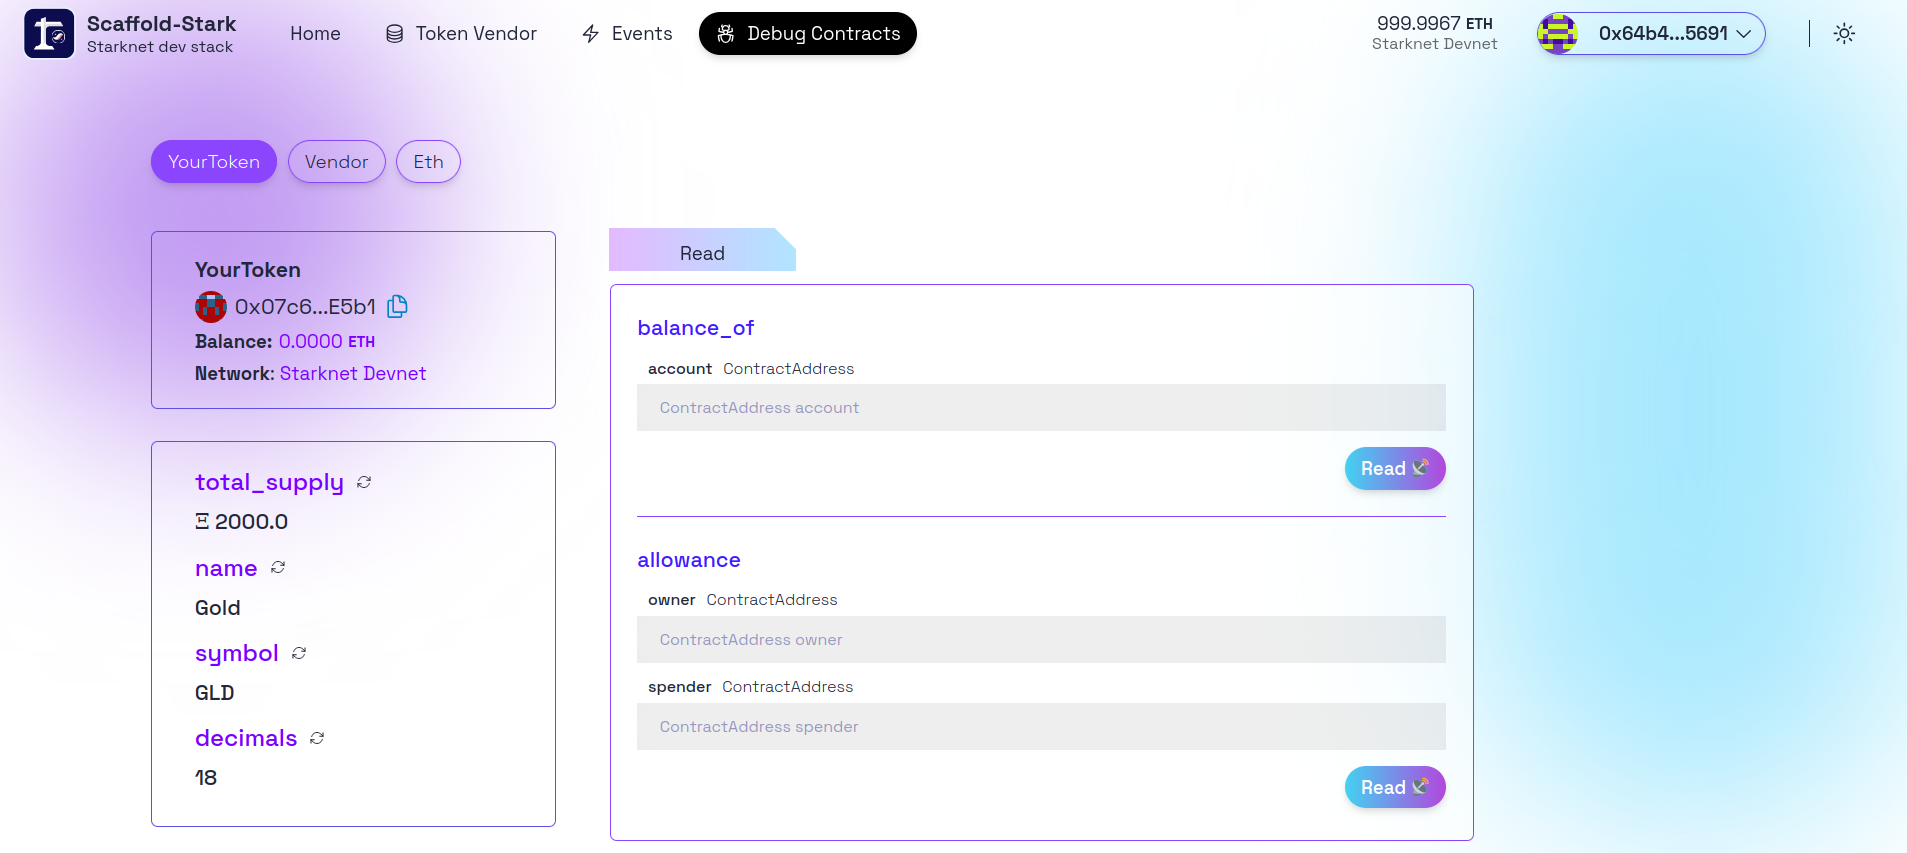 Scaffold-Stark
Starknet dev stack
Home
Token Vendor
Events
Debug Contracts
999.9967 ETH
Starknet Devnet
0x64b4...5691
YourToken
Vendor
Eth
YourToken
0x07c6...E5b1
Balance: 0.0000 ETH
Network: Starknet Devnet
total_supply
Ξ 2000.0
name
Gold
symbol
GLD
decimals
18
Read
balance_of
account ContractAddress
ContractAddress account
Read
allowance
owner ContractAddress
ContractAddress owner
spender ContractAddress
ContractAddress spender
Read